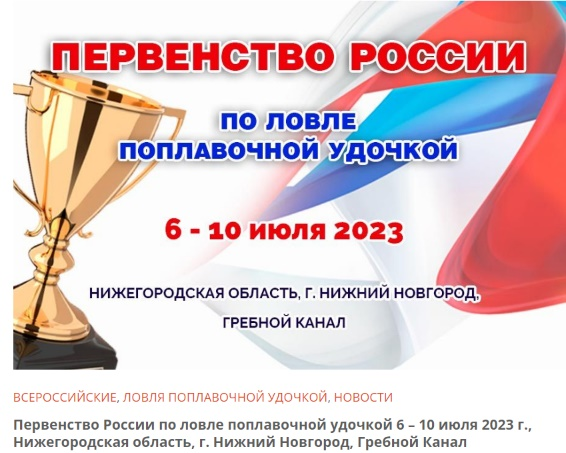 ПЕРВЕНСТВО РОССИИ
ПО ЛОВЛЕ
ПОПЛАВОЧНОЙ УДОЧКОЙ
6 - 10 июля 2023
НИЖЕГОРОДСКАЯ ОБЛАСТЬ, Г. НИЖНИЙ НОВГОРОД,
ГРЕБНОЙ КАНАЛ
ВСЕРОССИЙСКИЕ, ЛОВЛЯ ПОПЛАВОЧНОЙ УДОЧКОЙ, НОВОСТИ
Первенство России по ловле поплавочной удочкой 6 – 10 июля 2023 г.,
Нижегородская область, г. Нижний Новгород, Гребной Канал